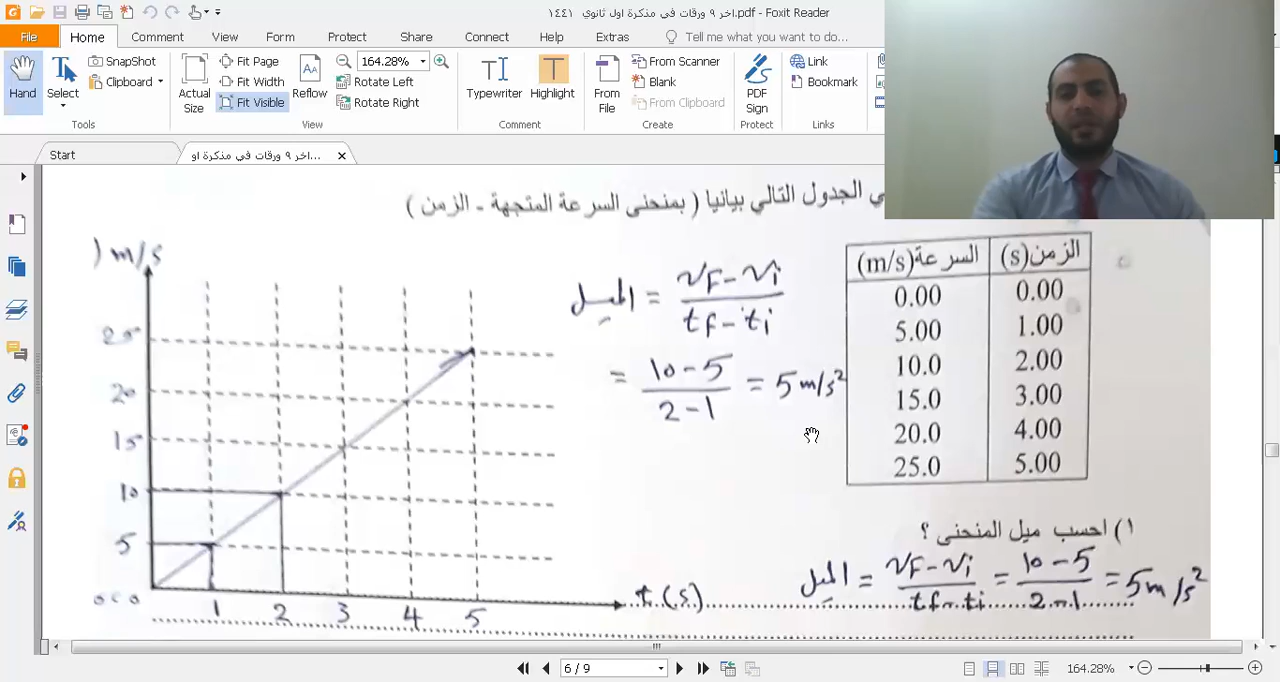 اخر ٩ ورقات في مذكرة اول ثانوي ١٤٤١.pdf - Foxit Reader
File Home Comment View Form Protect Share Connect Help Extras Tell me what you want to do...
Hand
Select
SnapShot
Clipboard
Actual Size
Fit Page
Fit Width
Fit Visible
Reflow
164.28%
Rotate Left
Rotate Right
Typewriter
Highlight
From File
From Scanner
Blank
From Clipboard
PDF Sign
Link
Bookmark
Tools View Comment Create Protect Links
Start
اخر ٩ ورقات في مذكرة او...
الجدول التالي بيانيا ( بمنحنى السرعة المتجهة - الزمن )
) m/s
25
20
15
10
5
0,0
1 2 3 4 5
t (s)
الميل = vF - vi / tF - ti
= 10 - 5 / 2 - 1 = 5 m/s²
السرعة(m/s) الزمن(s)
0.00 0.00
5.00 1.00
10.0 2.00
15.0 3.00
20.0 4.00
25.0 5.00
١) احسب ميل المنحنى ؟
الميل = vF - vi / tf - ti = 10 - 5 / 2 - 1 = 5 m/s²
6 / 9
164.28%